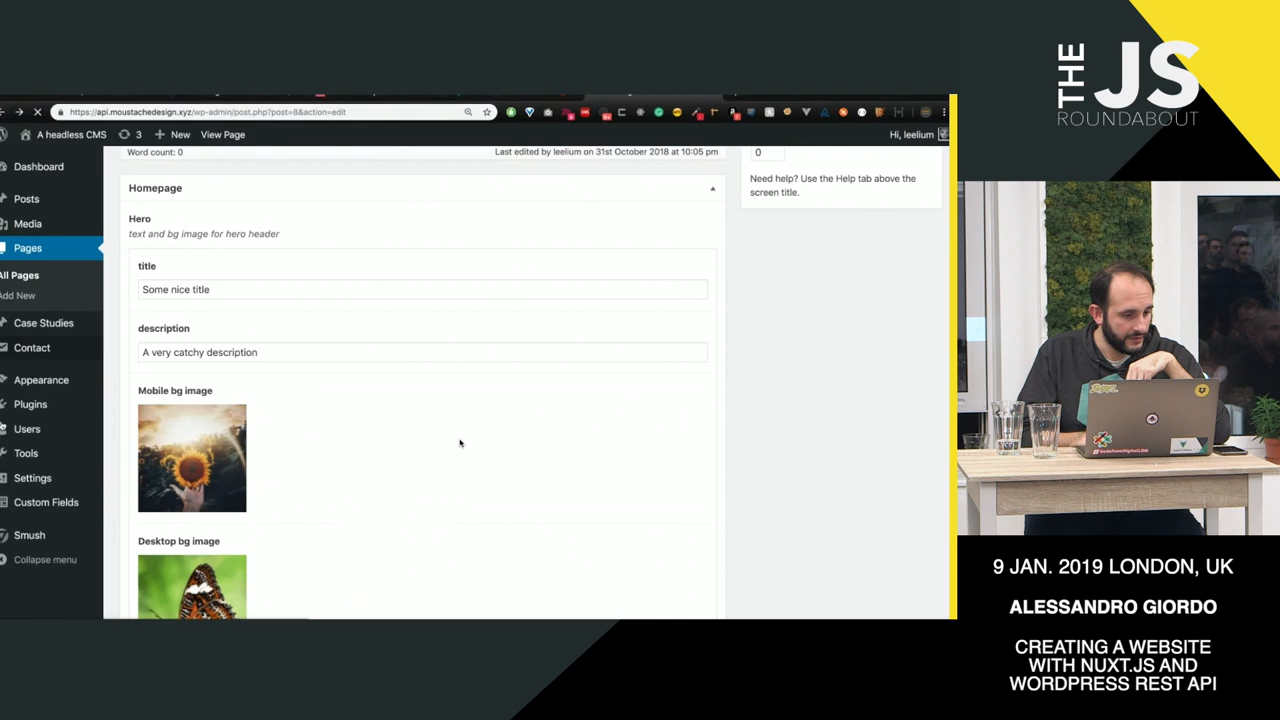 THE JS
ROUNDABOUT
https://api.moustachedesign.xyz/wp-admin/post.php?post=8&action=edit
A headless CMS
3
New
View Page
Hi, leelium
Dashboard
Posts
Media
Pages
All Pages
Add New
Case Studies
Contact
Appearance
Plugins
Users
Tools
Settings
Custom Fields
Smush
Collapse menu
Word count: 0
Last edited by leelium on 31st October 2018 at 10:05 pm
Homepage
Hero
text and bg image for hero header
title
Some nice title
description
A very catchy description
Mobile bg image
Desktop bg image
0
Need help? Use the Help tab above the
screen title.
#VodafoneDigitalLDN
9 JAN. 2019 LONDON, UK
ALESSANDRO GIORDO
CREATING A WEBSITE
WITH NUXT.JS AND
WORDPRESS REST API